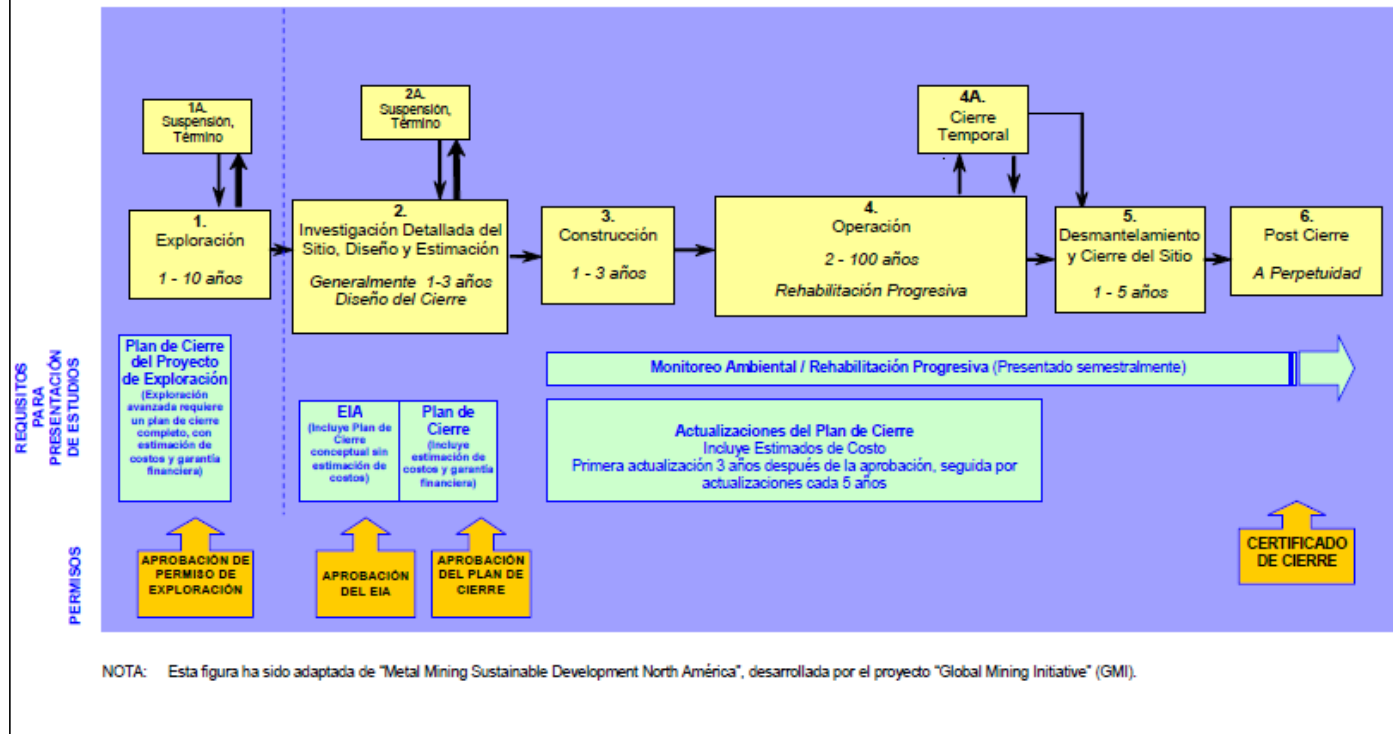 1A.
Suspensión,
Término
2A.
Suspensión,
Término
4A.
Cierre
Temporal
1.
Exploración
1 - 10 años
2.
Investigación Detallada del
Sitio, Diseño y Estimación
Generalmente 1-3 años
Diseño del Cierre
3.
Construcción
1 - 3 años
4.
Operación
2 - 100 años
Rehabilitación Progresiva
5.
Desmantelamiento
y Cierre del Sitio
1 - 5 años
6.
Post Cierre
A Perpetuidad
REQUISITOS
PARA
PRESENTACIÓN
DE ESTUDIOS
Plan de Cierre
del Proyecto
de Exploración
(Exploración
avanzada requiere
un plan de cierre
completo, con
estimación de
costos y garantía
financiera)
EIA
(Incluye Plan de
Cierre
conceptual sin
estimación de
costos)
Plan de
Cierre
(Incluye
estimación de
costos y garantía
financiera)
Monitoreo Ambiental / Rehabilitación Progresiva (Presentado semestralmente)
Actualizaciones del Plan de Cierre
Incluye Estimados de Costo
Primera actualización 3 años después de la aprobación, seguida por
actualizaciones cada 5 años
PERMISOS
APROBACIÓN DE
PERMISO DE
EXPLORACIÓN
APROBACIÓN
DEL EIA
APROBACIÓN
DEL PLAN DE
CIERRE
CERTIFICADO
DE CIERRE
NOTA: Esta figura ha sido adaptada de "Metal Mining Sustainable Development North América", desarrollada por el proyecto "Global Mining Initiative" (GMI).